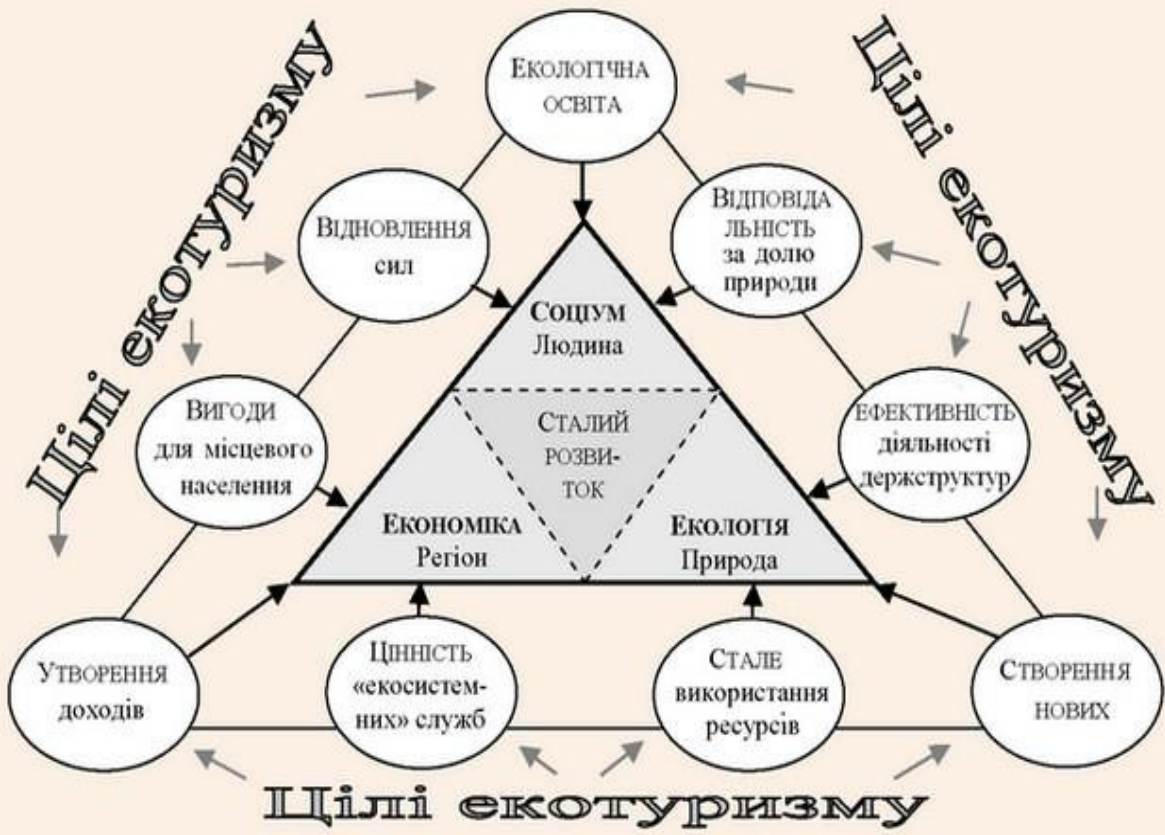 Цілі екотуризму
Цілі екотуризму
ЕКОЛОГІЧНА
ОСВІТА
ВІДНОВЛЕННЯ
сил
ВІДПОВІДА
ЛЬНІСТЬ
за долю
природи
СОЦІУМ
Людина
ВИГОДИ
для місцевого
населення
СТАЛИЙ
РОЗВИ-
ТОК
ЕФЕКТИВНІСТЬ
діяльності
держструктур
ЕКОНОМІКА
Регіон
ЕКОЛОГІЯ
Природа
УТВОРЕННЯ
доходів
ЦІННІСТЬ
«екосистем-
них» служб
СТАЛЕ
використання
ресурсів
СТВОРЕННЯ
НОВИХ
Цілі екотуризму